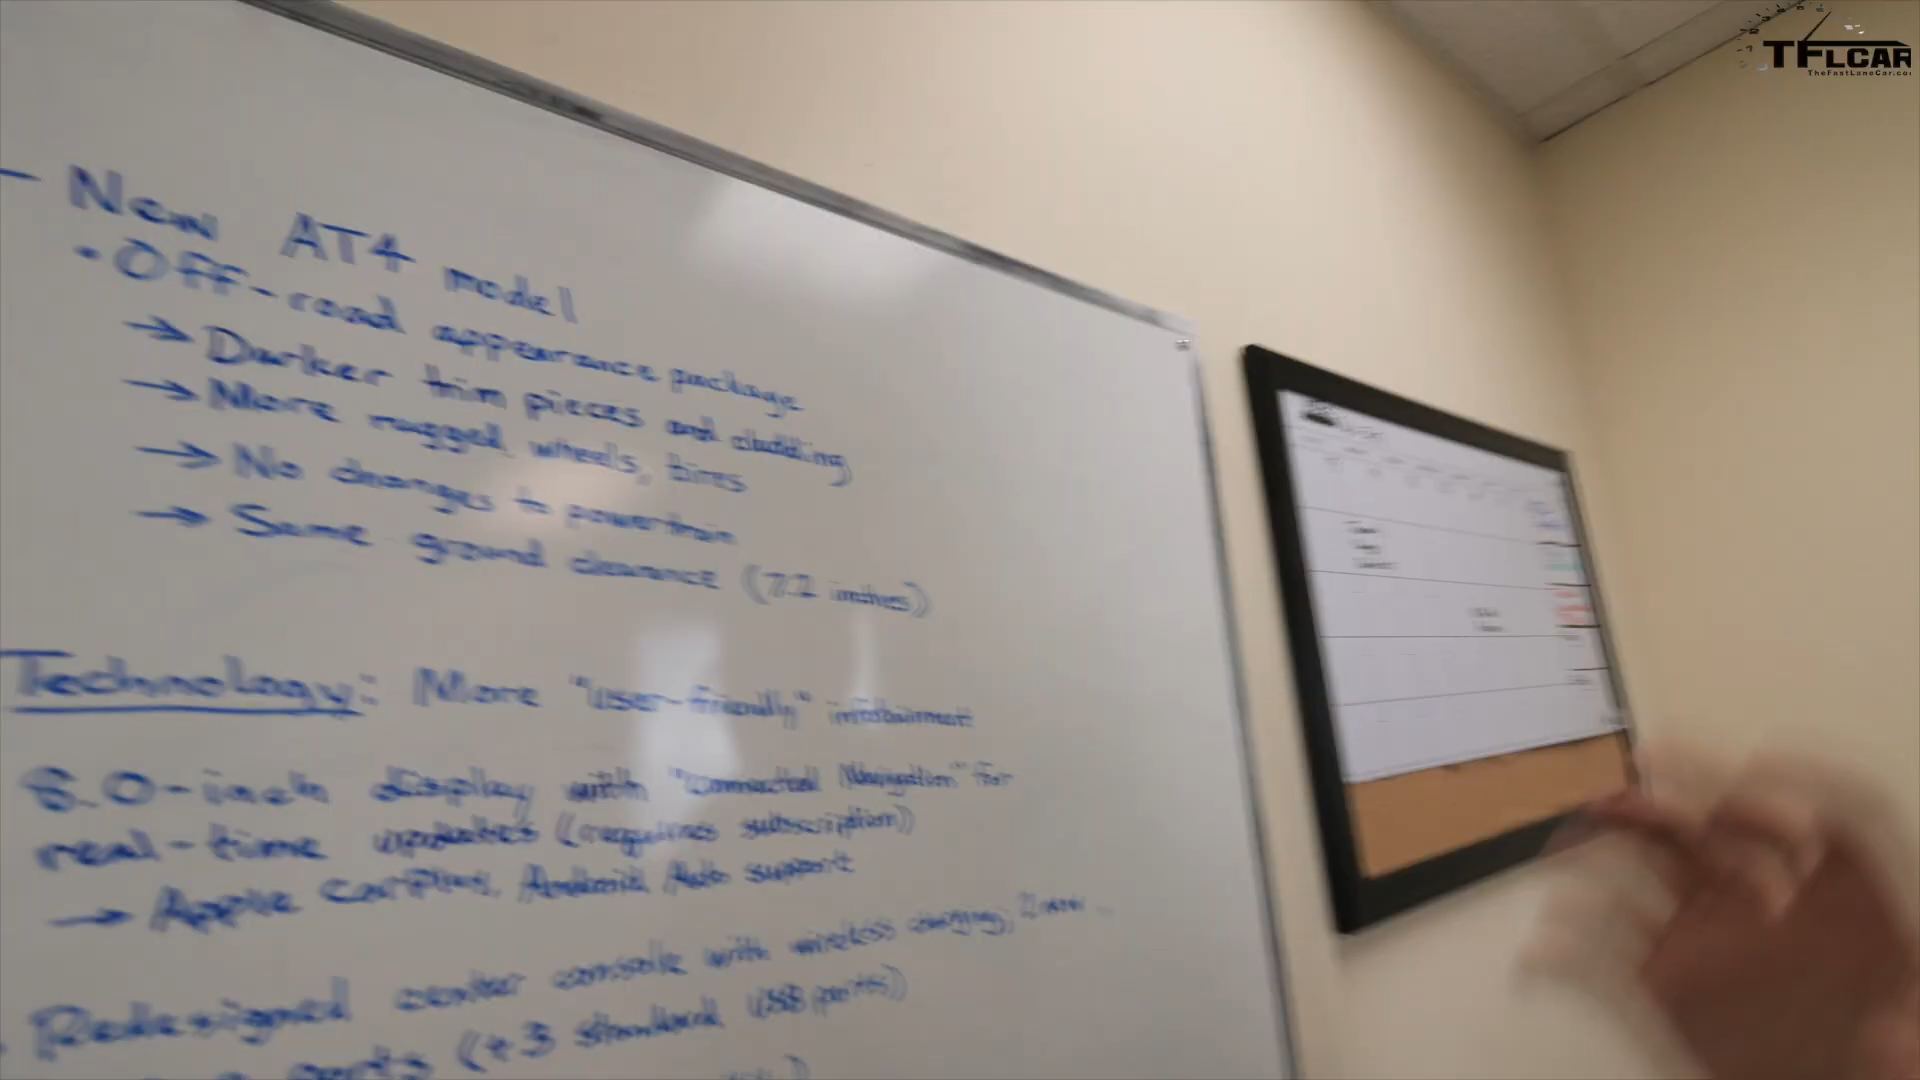 TFLCAR
TheFastLaneCar.co
- New AT4 model
• Off-road appearance package
→ Darker trim pieces and cladding
→ More rugged wheels, tires
→ No changes to powertrain
→ Same ground clearance (7.2 inches)
Technology: More "user-friendly" infotainment
8.0-inch display with "Connected Navigation" for
real-time updates (requires subscription)
→ Apple CarPlay, Android Auto support
Redesigned center console with wireless charging,
ports (+3 standard USB ports)